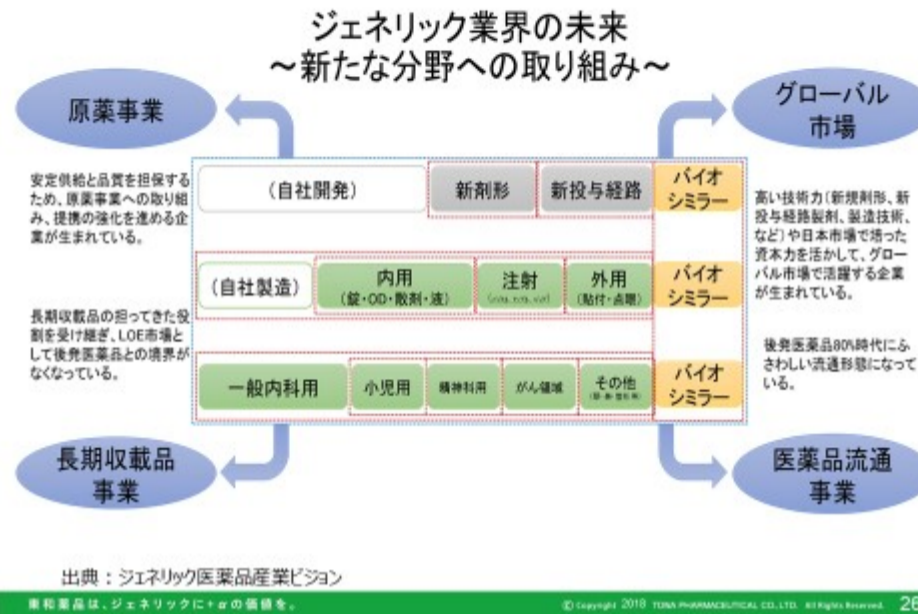 ジェネリック業界の未来
～新たな分野への取り組み～
原薬事業
グローバル
市場
安定供給と品質を担保する
ため、原薬事業への取り組
み、提携の強化を進める企
業が生まれている。
(自社開発)
新剤形
新投与経路
バイオ
シミラー
高い技術力(新規剤形、新
投与経路製剤、製造技術、
など)や日本市場で培った
資本力を活かして、グロー
バル市場で活躍する企業
が生まれている。
(自社製造)
内用
(錠・OD・散剤・液)
注射
外用
(貼付・点眼)
バイオ
シミラー
長期収載品の担ってきた役
割を受け継ぎ、LOE市場と
して後発医薬品との境界が
なくなっている。
後発医薬品80%時代にふ
さわしい流通形態になって
いる。
一般内科用
小児用
精神科用
がん領域
その他
バイオ
シミラー
長期収載品
事業
医薬品流通
事業
出典：ジェネリック医薬品産業ビジョン
東和薬品は、ジェネリックに+αの価値を。
© Copyright 2018 TOWA PHARMACEUTICAL CO., LTD. All Rights Reserved.
26